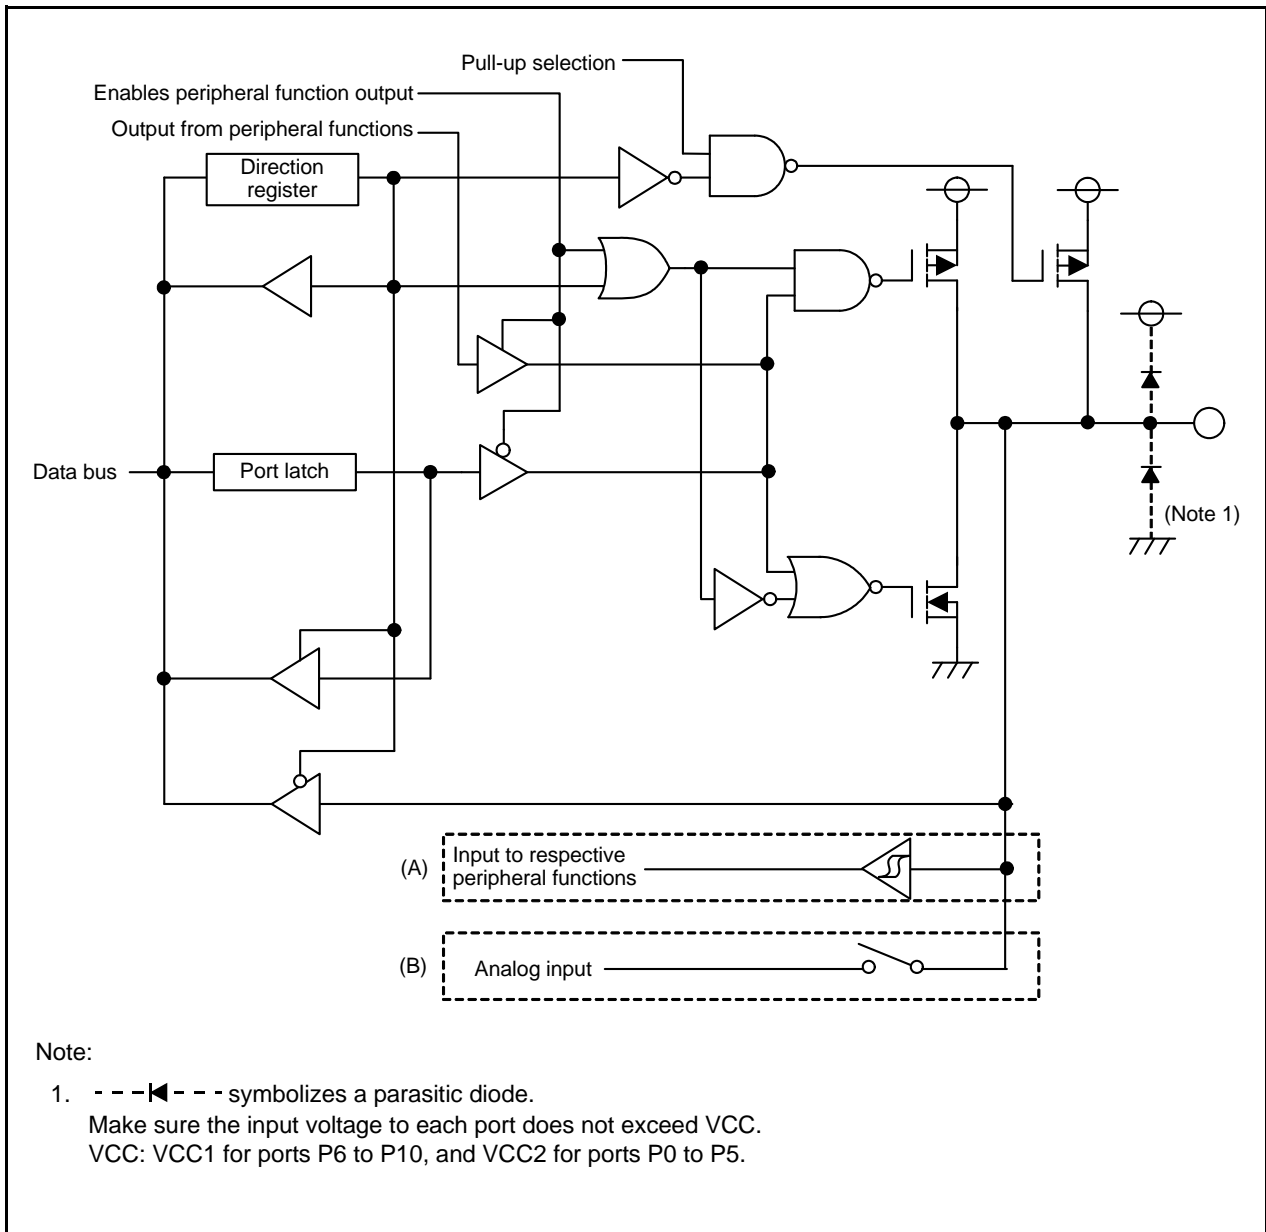 Pull-up selection
Enables peripheral function output
Output from peripheral functions
Direction
register
Data bus
Port latch
(Note 1)
(A)
Input to respective
peripheral functions
(B)
Analog input
Note:
1. symbolizes a parasitic diode.
Make sure the input voltage to each port does not exceed VCC.
VCC: VCC1 for ports P6 to P10, and VCC2 for ports P0 to P5.